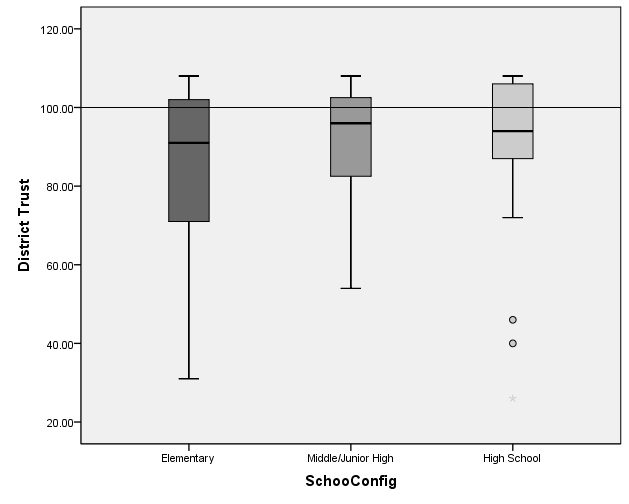 120.00
100.00
80.00
60.00
40.00
20.00
District Trust
Elementary
Middle/Junior High
High School
SchooConfig